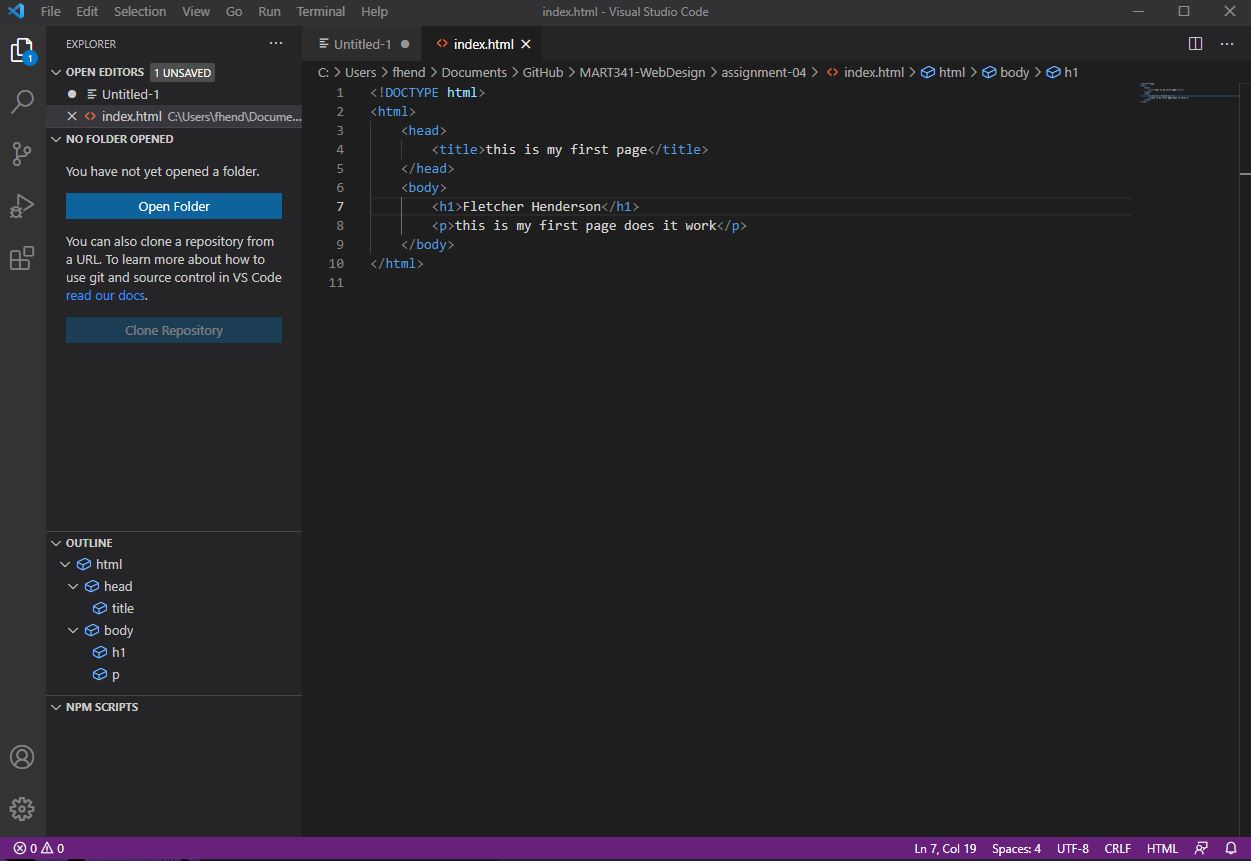 File Edit Selection View Go Run Terminal Help index.html - Visual Studio Code
1
EXPLORER
OPEN EDITORS 1 UNSAVED
Untitled-1
index.html C:\Users\fhend\Docume...
NO FOLDER OPENED
You have not yet opened a folder.
Open Folder
You can also clone a repository from
a URL. To learn more about how to
use git and source control in VS Code
read our docs.
Clone Repository
OUTLINE
html
head
title
body
h1
p
NPM SCRIPTS
Untitled-1 index.html
C: > Users > fhend > Documents > GitHub > MART341-WebDesign > assignment-04 > index.html > html > body > h1
1 <!DOCTYPE html>
2 <html>
3 <head>
4 <title>this is my first page</title>
5 </head>
6 <body>
7 <h1>Fletcher Henderson</h1>
8 <p>this is my first page does it work</p>
9 </body>
10 </html>
11
0 0 Ln 7, Col 19 Spaces: 4 UTF-8 CRLF HTML